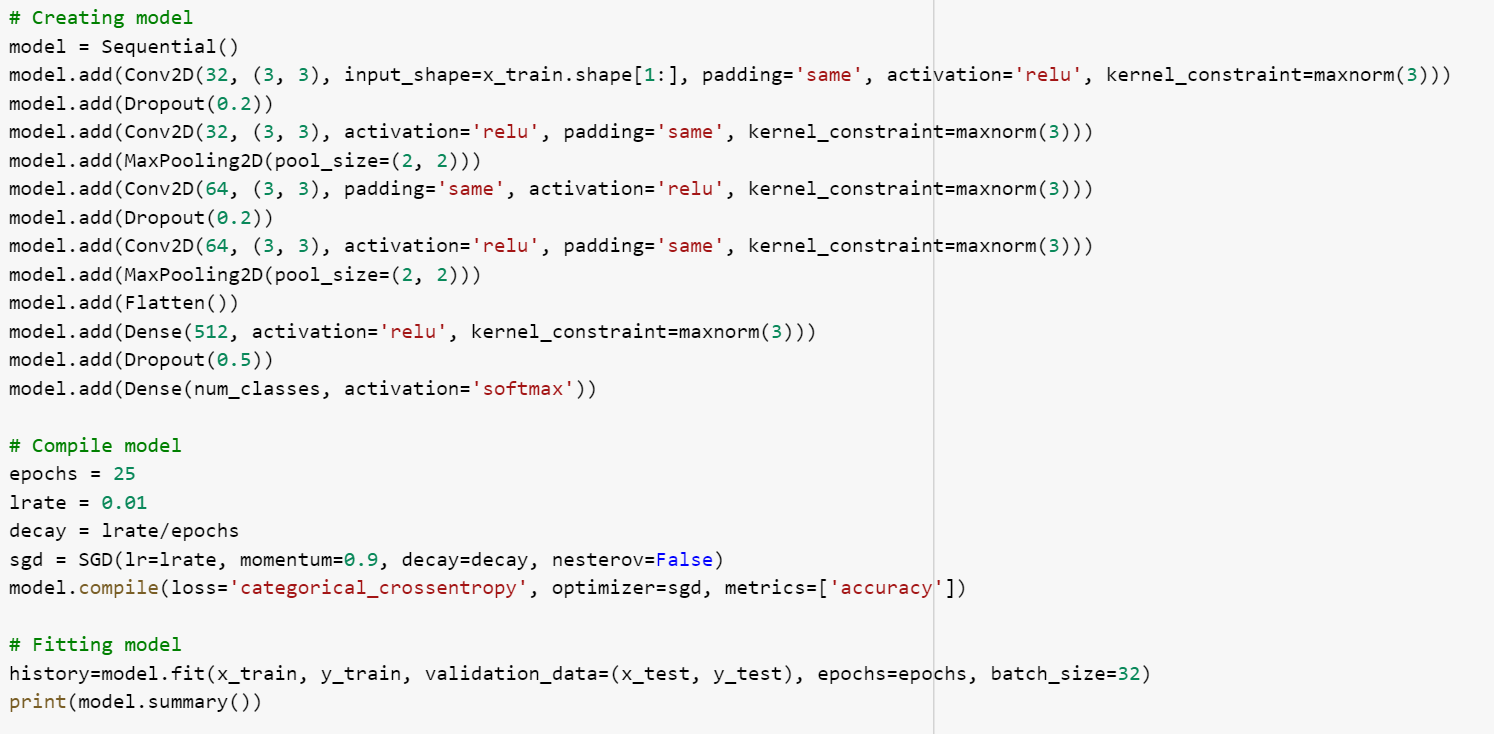 # Creating model
model = Sequential()
model.add(Conv2D(32, (3, 3), input_shape=x_train.shape[1:], padding='same', activation='relu', kernel_constraint=maxnorm(3)))
model.add(Dropout(0.2))
model.add(Conv2D(32, (3, 3), activation='relu', padding='same', kernel_constraint=maxnorm(3)))
model.add(MaxPooling2D(pool_size=(2, 2)))
model.add(Conv2D(64, (3, 3), padding='same', activation='relu', kernel_constraint=maxnorm(3)))
model.add(Dropout(0.2))
model.add(Conv2D(64, (3, 3), activation='relu', padding='same', kernel_constraint=maxnorm(3)))
model.add(MaxPooling2D(pool_size=(2, 2)))
model.add(Flatten())
model.add(Dense(512, activation='relu', kernel_constraint=maxnorm(3)))
model.add(Dropout(0.5))
model.add(Dense(num_classes, activation='softmax'))
# Compile model
epochs = 25
lrate = 0.01
decay = lrate/epochs
sgd = SGD(lr=lrate, momentum=0.9, decay=decay, nesterov=False)
model.compile(loss='categorical_crossentropy', optimizer=sgd, metrics=['accuracy'])
# Fitting model
history=model.fit(x_train, y_train, validation_data=(x_test, y_test), epochs=epochs, batch_size=32)
print(model.summary())